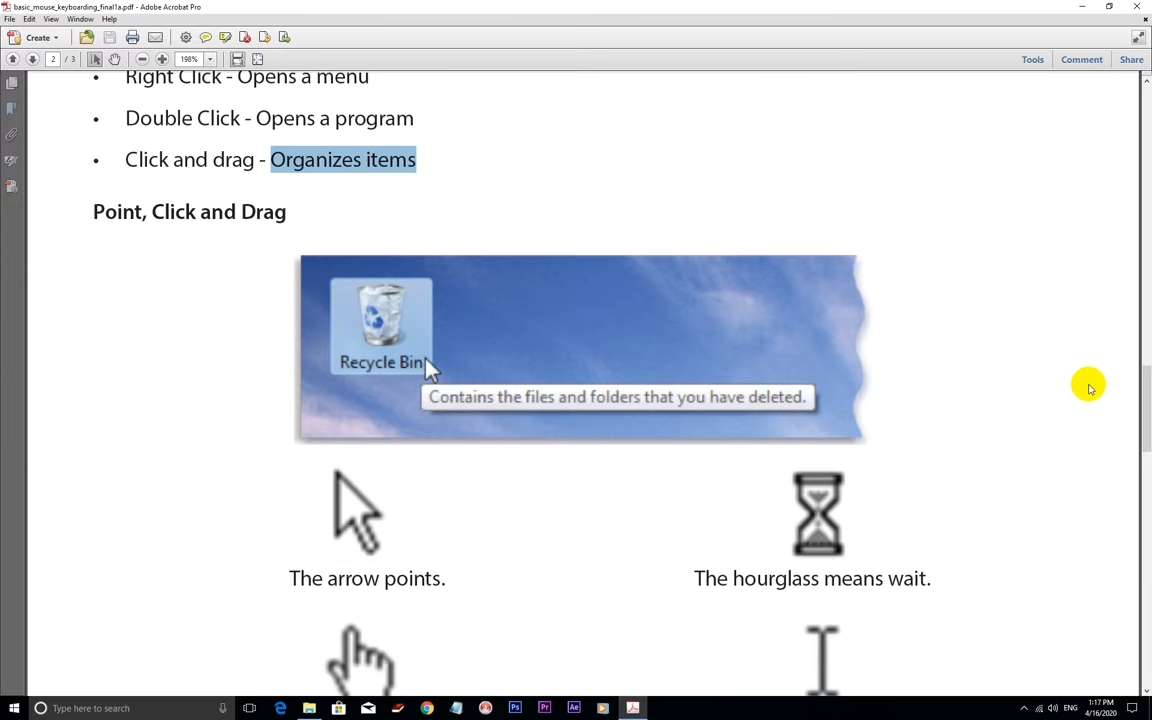 basic_mouse_keyboarding_final1a.pdf - Adobe Acrobat Pro
File Edit View Window Help
Create
2 / 3 198% Tools Comment Share
• Right Click - Opens a menu
• Double Click - Opens a program
• Click and drag - Organizes items
Point, Click and Drag
Recycle Bin
Contains the files and folders that you have deleted.
The arrow points. The hourglass means wait.
Type here to search
Ps Pr Ae
ENG 1:17 PM
4/16/2020